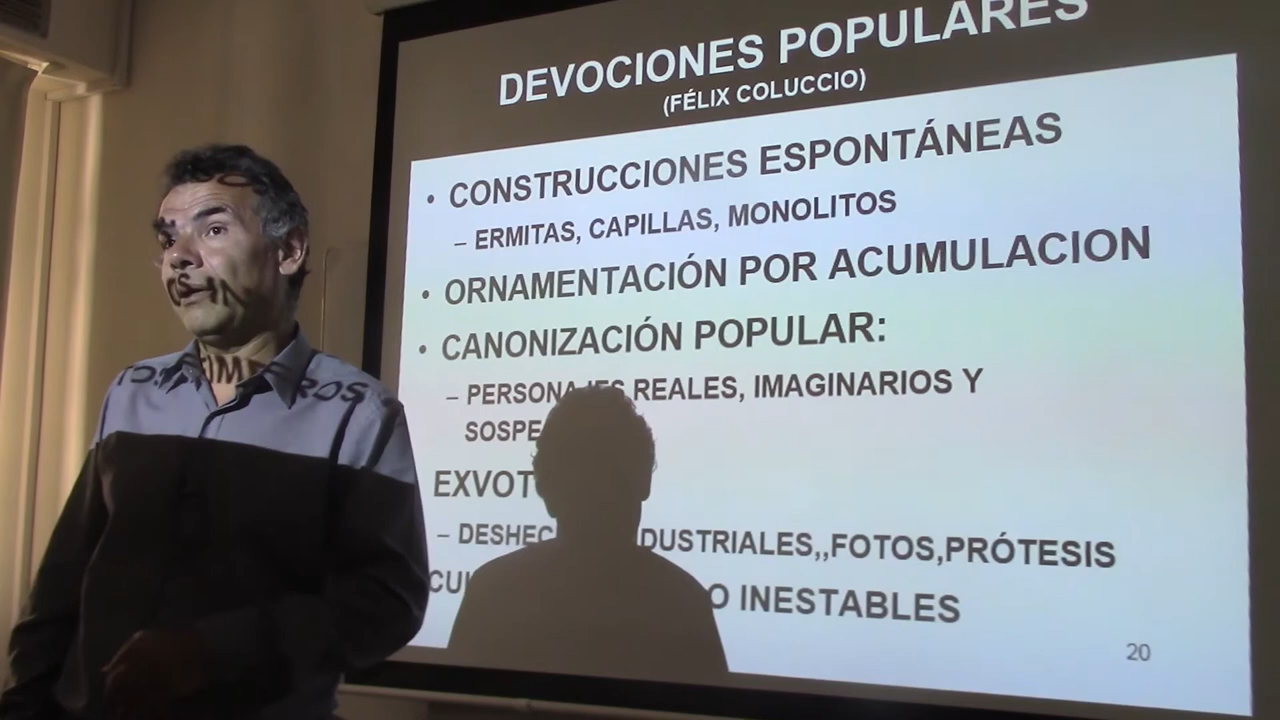 DEVOCIONES POPULARES
(FÉLIX COLUCCIO)
• CONSTRUCCIONES ESPONTÁNEAS
– ERMITAS, CAPILLAS, MONOLITOS
• ORNAMENTACIÓN POR ACUMULACION
• CANONIZACIÓN POPULAR:
– PERSONAJES REALES, IMAGINARIOS Y
EXVOT
– DESHEC DUSTRIALES,,FOTOS,PRÓTESIS
O INESTABLES
20